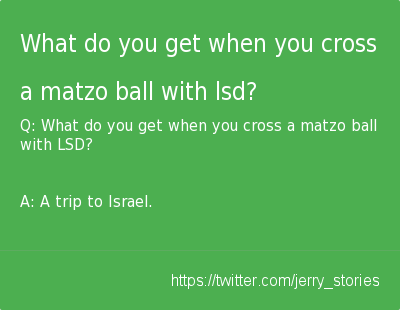 What do you get when you cross
a matzo ball with lsd?
Q: What do you get when you cross a matzo ball
with LSD?
A: A trip to Israel.
https://twitter.com/jerry_stories